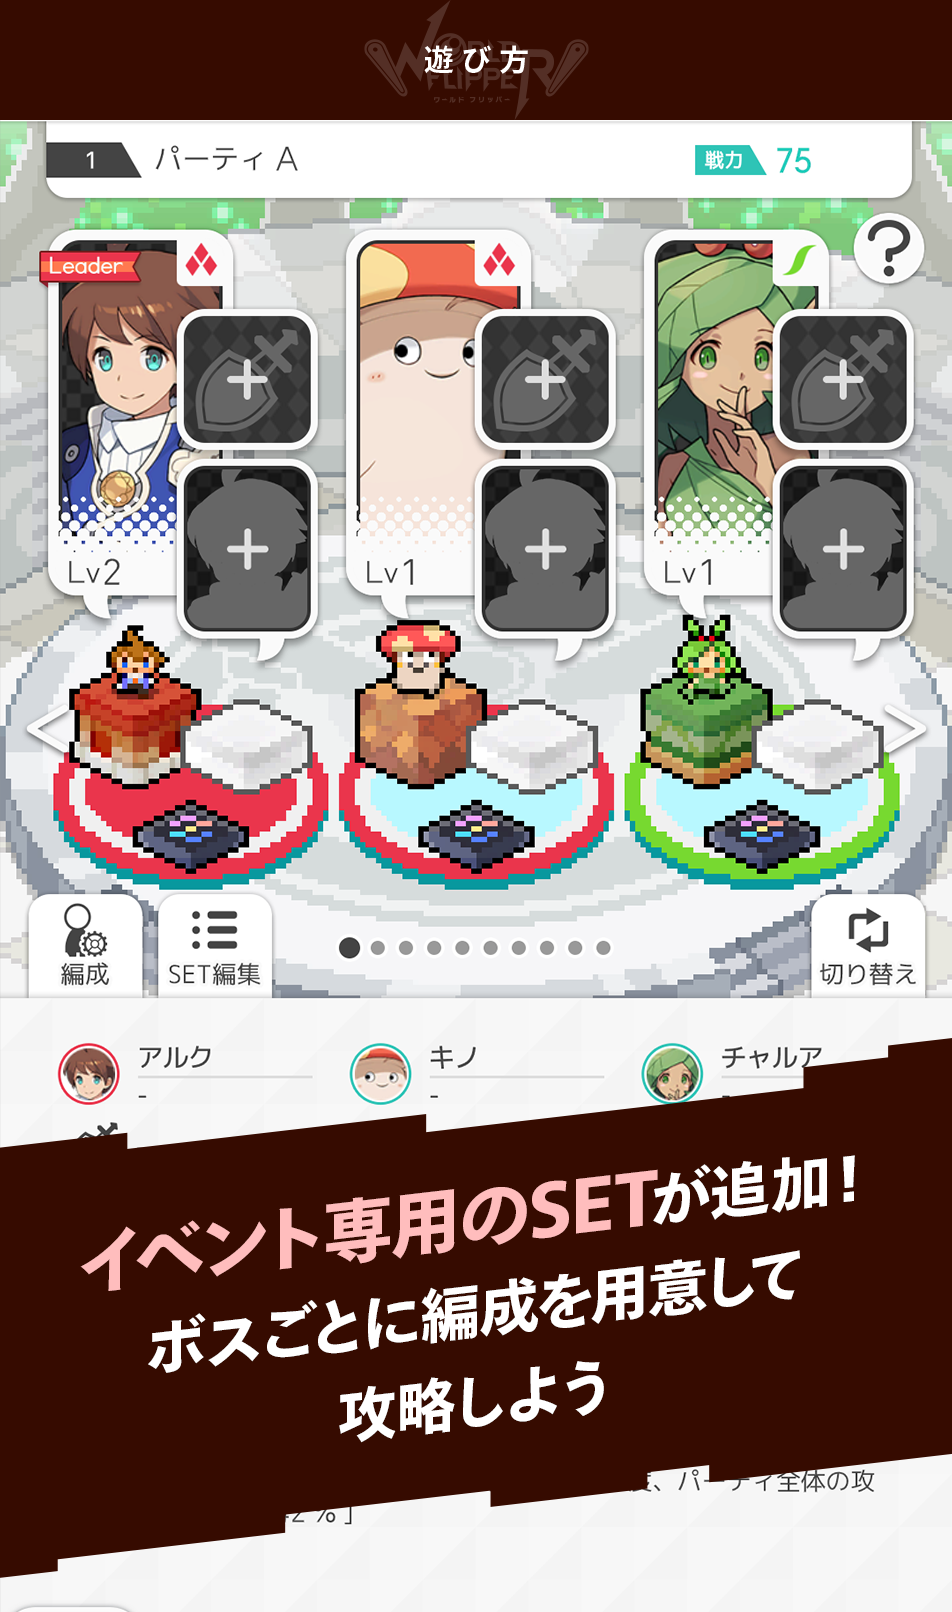 WORLD FLIPPER
ワールド フリッパー
遊び方
1 パーティ A 戦力 75
Leader
Lv2 Lv1 Lv1
編成 SET編集 切り替え
アルク キノ チャルア
- - -
イベント専用のSETが追加!
ボスごとに編成を用意して
攻略しよう
、パーティ全体の攻
2%」